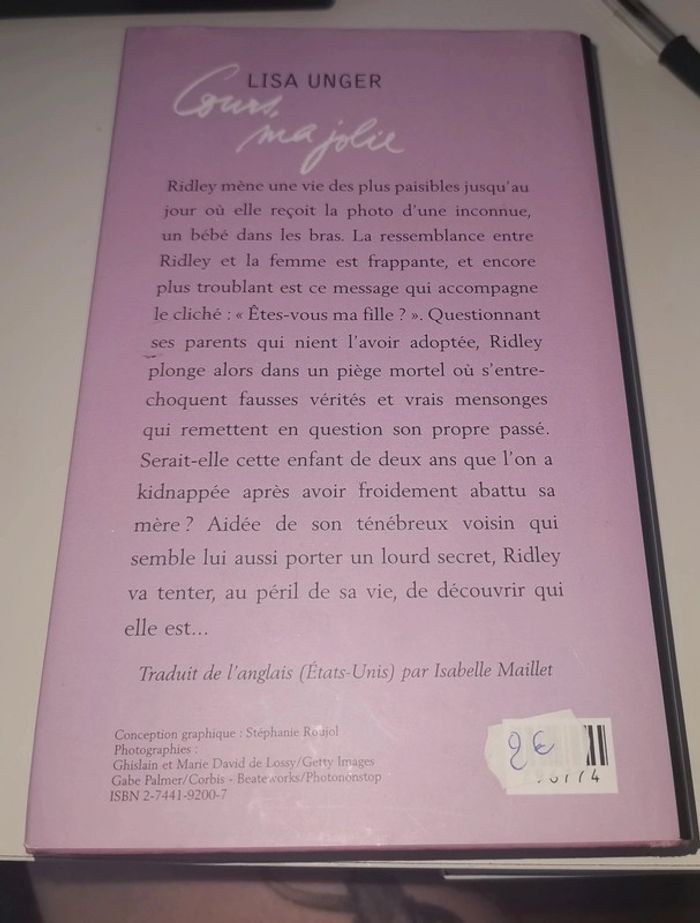 LISA UNGER
Cours,
ma jolie
Ridley mène une vie des plus paisibles jusqu'au
jour où elle reçoit la photo d'une inconnue,
un bébé dans les bras. La ressemblance entre
Ridley et la femme est frappante, et encore
plus troublant est ce message qui accompagne
le cliché : « Êtes-vous ma fille ? ». Questionnant
ses parents qui nient l'avoir adoptée, Ridley
plonge alors dans un piège mortel où s'entre-
choquent fausses vérités et vrais mensonges
qui remettent en question son propre passé.
Serait-elle cette enfant de deux ans que l'on a
kidnappée après avoir froidement abattu sa
mère ? Aidée de son ténébreux voisin qui
semble lui aussi porter un lourd secret, Ridley
va tenter, au péril de sa vie, de découvrir qui
elle est...
Traduit de l'anglais (États-Unis) par Isabelle Maillet
Conception graphique : Stéphanie Roujol
Photographies :
Ghislain et Marie David de Lossy/Getty Images
Gabe Palmer/Corbis - Beateworks/Photononstop
ISBN 2-7441-9200-7
2€